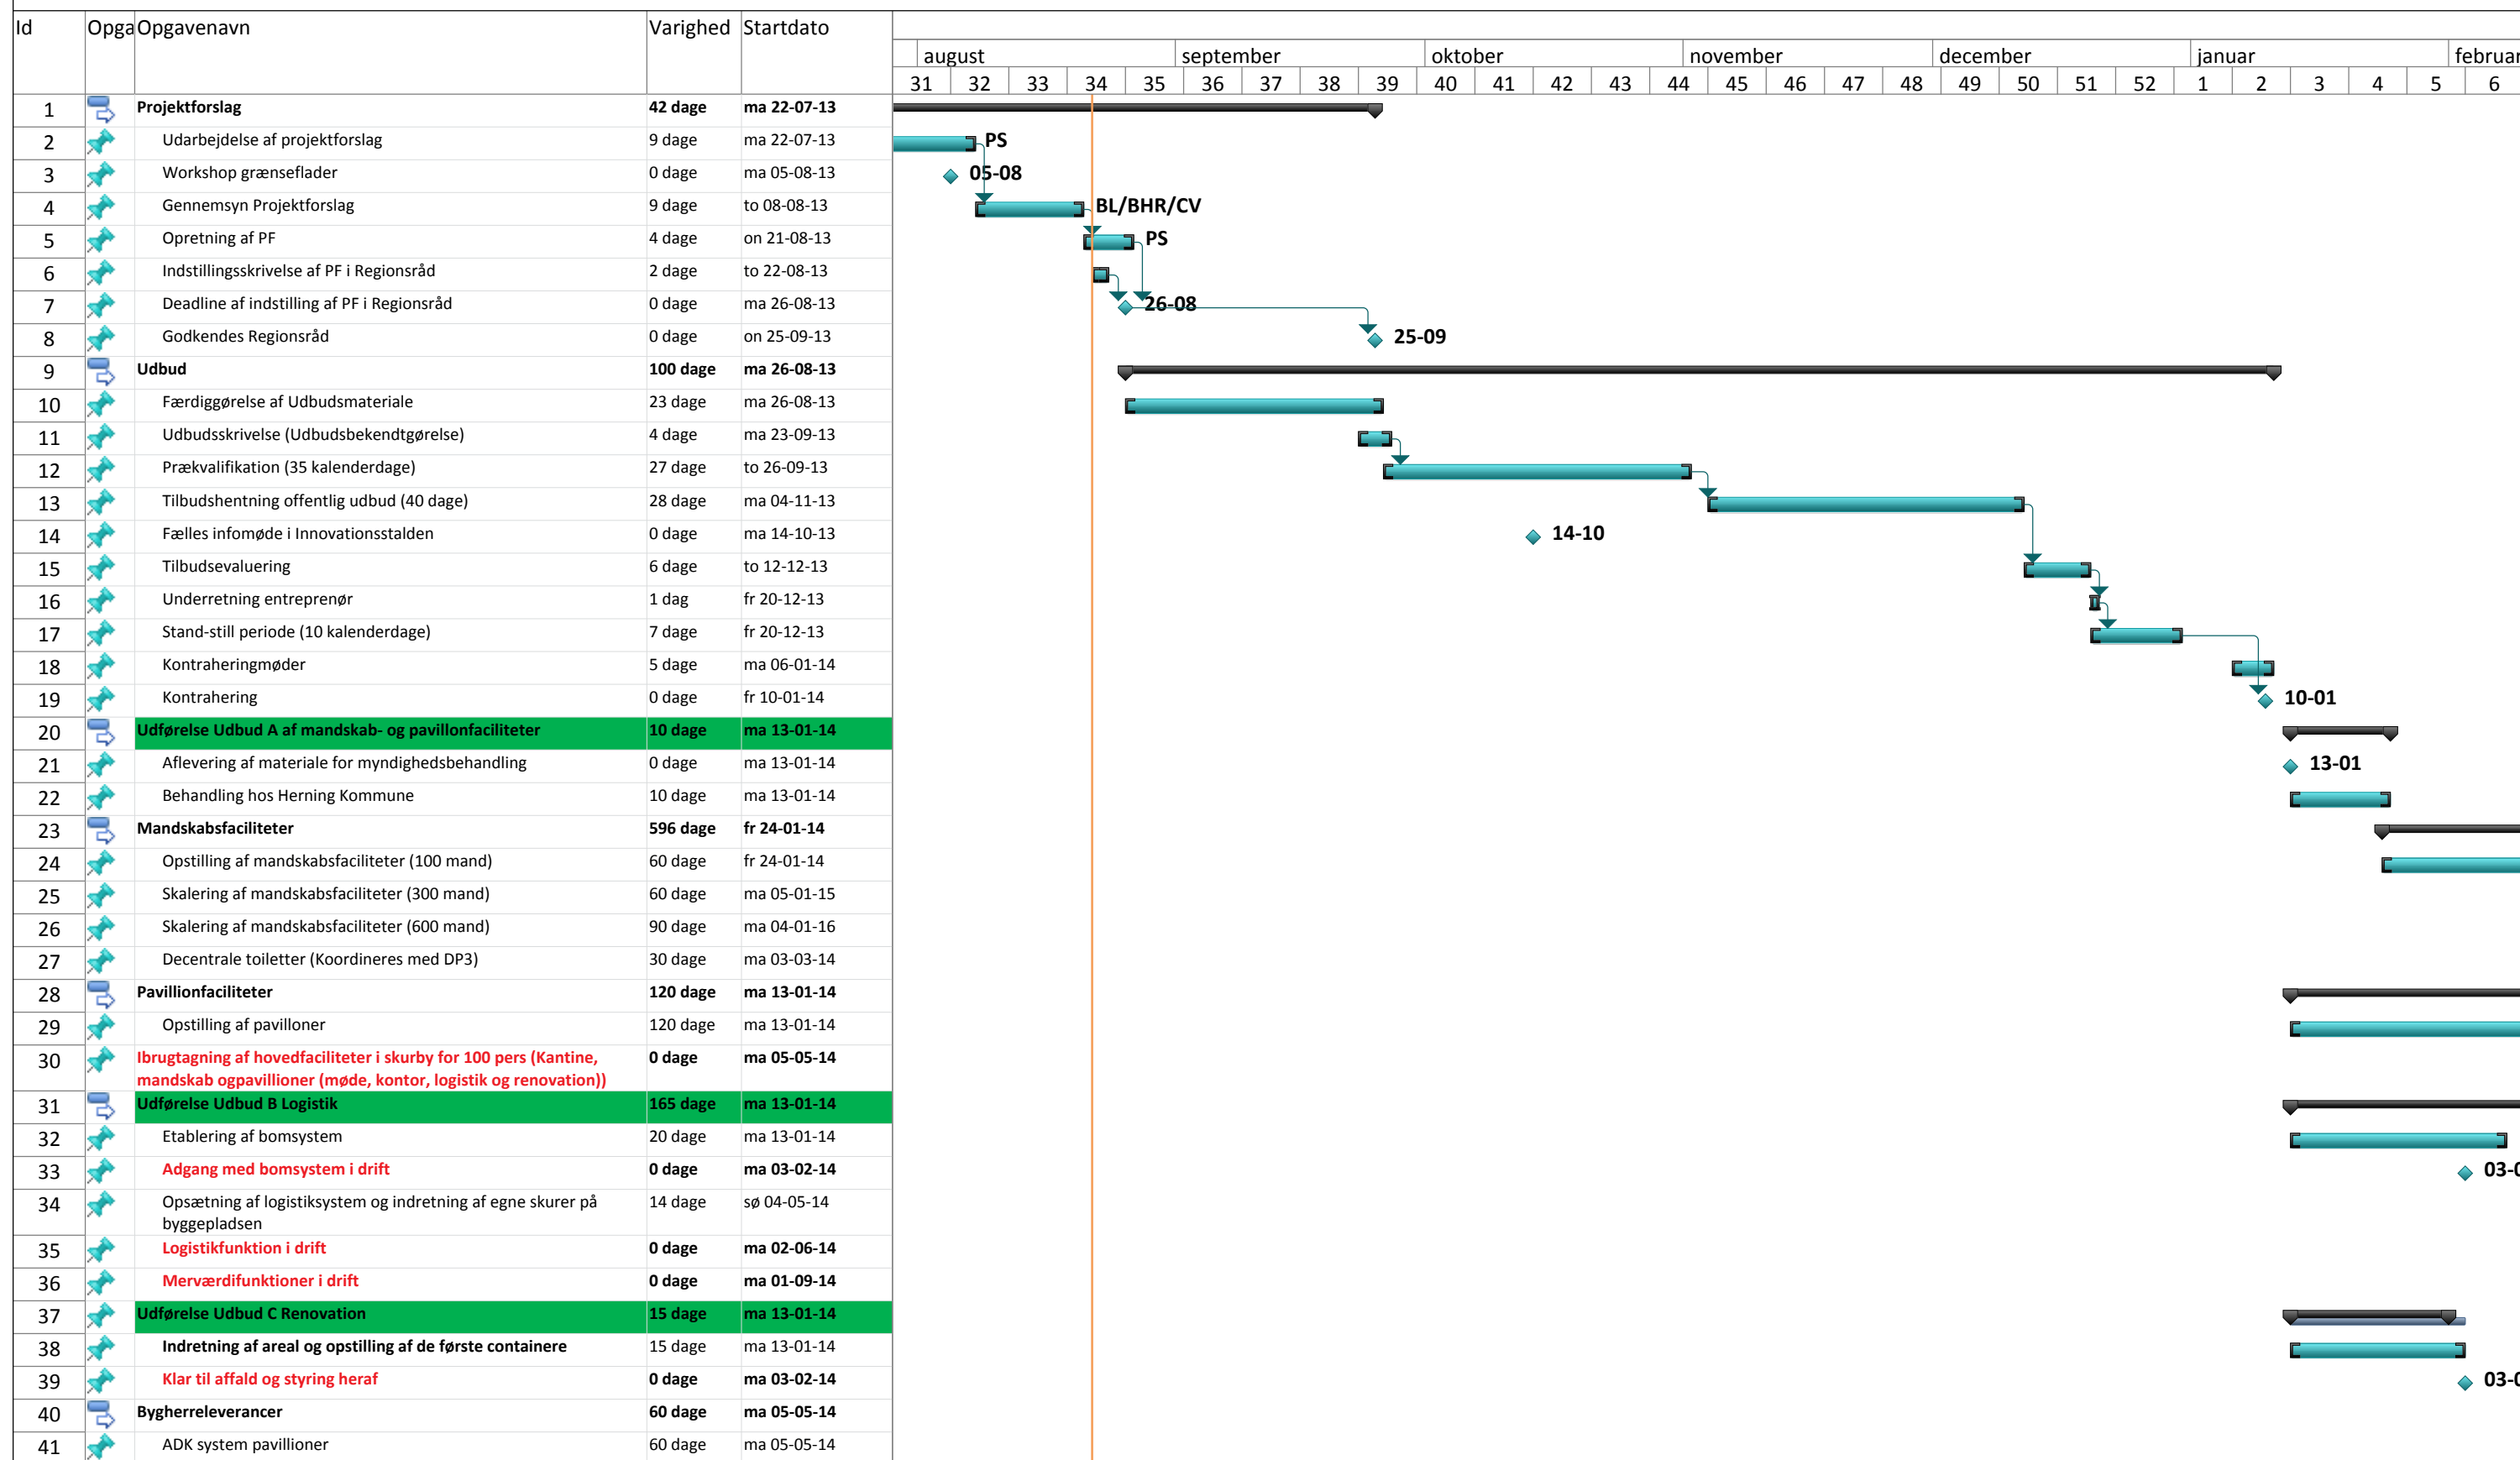 Id Opga Opgavenavn Varighed Startdato
august september oktober november december januar februar
31 32 33 34 35 36 37 38 39 40 41 42 43 44 45 46 47 48 49 50 51 52 1 2 3 4 5 6
1 Projektforslag 42 dage ma 22-07-13
2 Udarbejdelse af projektforslag 9 dage ma 22-07-13 PS
3 Workshop grænseflader 0 dage ma 05-08-13 05-08
4 Gennemsyn Projektforslag 9 dage to 08-08-13 BL/BHR/CV
5 Opretning af PF 4 dage on 21-08-13 PS
6 Indstillingsskrivelse af PF i Regionsråd 2 dage to 22-08-13
7 Deadline af indstilling af PF i Regionsråd 0 dage ma 26-08-13 26-08
8 Godkendes Regionsråd 0 dage on 25-09-13 25-09
9 Udbud 100 dage ma 26-08-13
10 Færdiggørelse af Udbudsmateriale 23 dage ma 26-08-13
11 Udbudsskrivelse (Udbudsbekendtgørelse) 4 dage ma 23-09-13
12 Prækvalifikation (35 kalenderdage) 27 dage to 26-09-13
13 Tilbudshentning offentlig udbud (40 dage) 28 dage ma 04-11-13
14 Fælles infomøde i Innovationsstalden 0 dage ma 14-10-13 14-10
15 Tilbudsevaluering 6 dage to 12-12-13
16 Underretning entreprenør 1 dag fr 20-12-13
17 Stand-still periode (10 kalenderdage) 7 dage fr 20-12-13
18 Kontraheringmøder 5 dage ma 06-01-14
19 Kontrahering 0 dage fr 10-01-14 10-01
20 Udførelse Udbud A af mandskab- og pavillonfaciliteter 10 dage ma 13-01-14
21 Aflevering af materiale for myndighedsbehandling 0 dage ma 13-01-14 13-01
22 Behandling hos Herning Kommune 10 dage ma 13-01-14
23 Mandskabsfaciliteter 596 dage fr 24-01-14
24 Opstilling af mandskabsfaciliteter (100 mand) 60 dage fr 24-01-14
25 Skalering af mandskabsfaciliteter (300 mand) 60 dage ma 05-01-15
26 Skalering af mandskabsfaciliteter (600 mand) 90 dage ma 04-01-16
27 Decentrale toiletter (Koordineres med DP3) 30 dage ma 03-03-14
28 Pavillionfaciliteter 120 dage ma 13-01-14
29 Opstilling af pavilloner 120 dage ma 13-01-14
30 Ibrugtagning af hovedfaciliteter i skurby for 100 pers (Kantine, 0 dage ma 05-05-14
mandskab ogpavillioner (møde, kontor, logistik og renovation))
31 Udførelse Udbud B Logistik 165 dage ma 13-01-14
32 Etablering af bomsystem 20 dage ma 13-01-14
33 Adgang med bomsystem i drift 0 dage ma 03-02-14 03-0
34 Opsætning af logistiksystem og indretning af egne skurer på 14 dage sø 04-05-14
byggepladsen
35 Logistikfunktion i drift 0 dage ma 02-06-14
36 Merværdifunktioner i drift 0 dage ma 01-09-14
37 Udførelse Udbud C Renovation 15 dage ma 13-01-14
38 Indretning af areal og opstilling af de første containere 15 dage ma 13-01-14
39 Klar til affald og styring heraf 0 dage ma 03-02-14 03-0
40 Bygherreleverancer 60 dage ma 05-05-14
41 ADK system pavillioner 60 dage ma 05-05-14